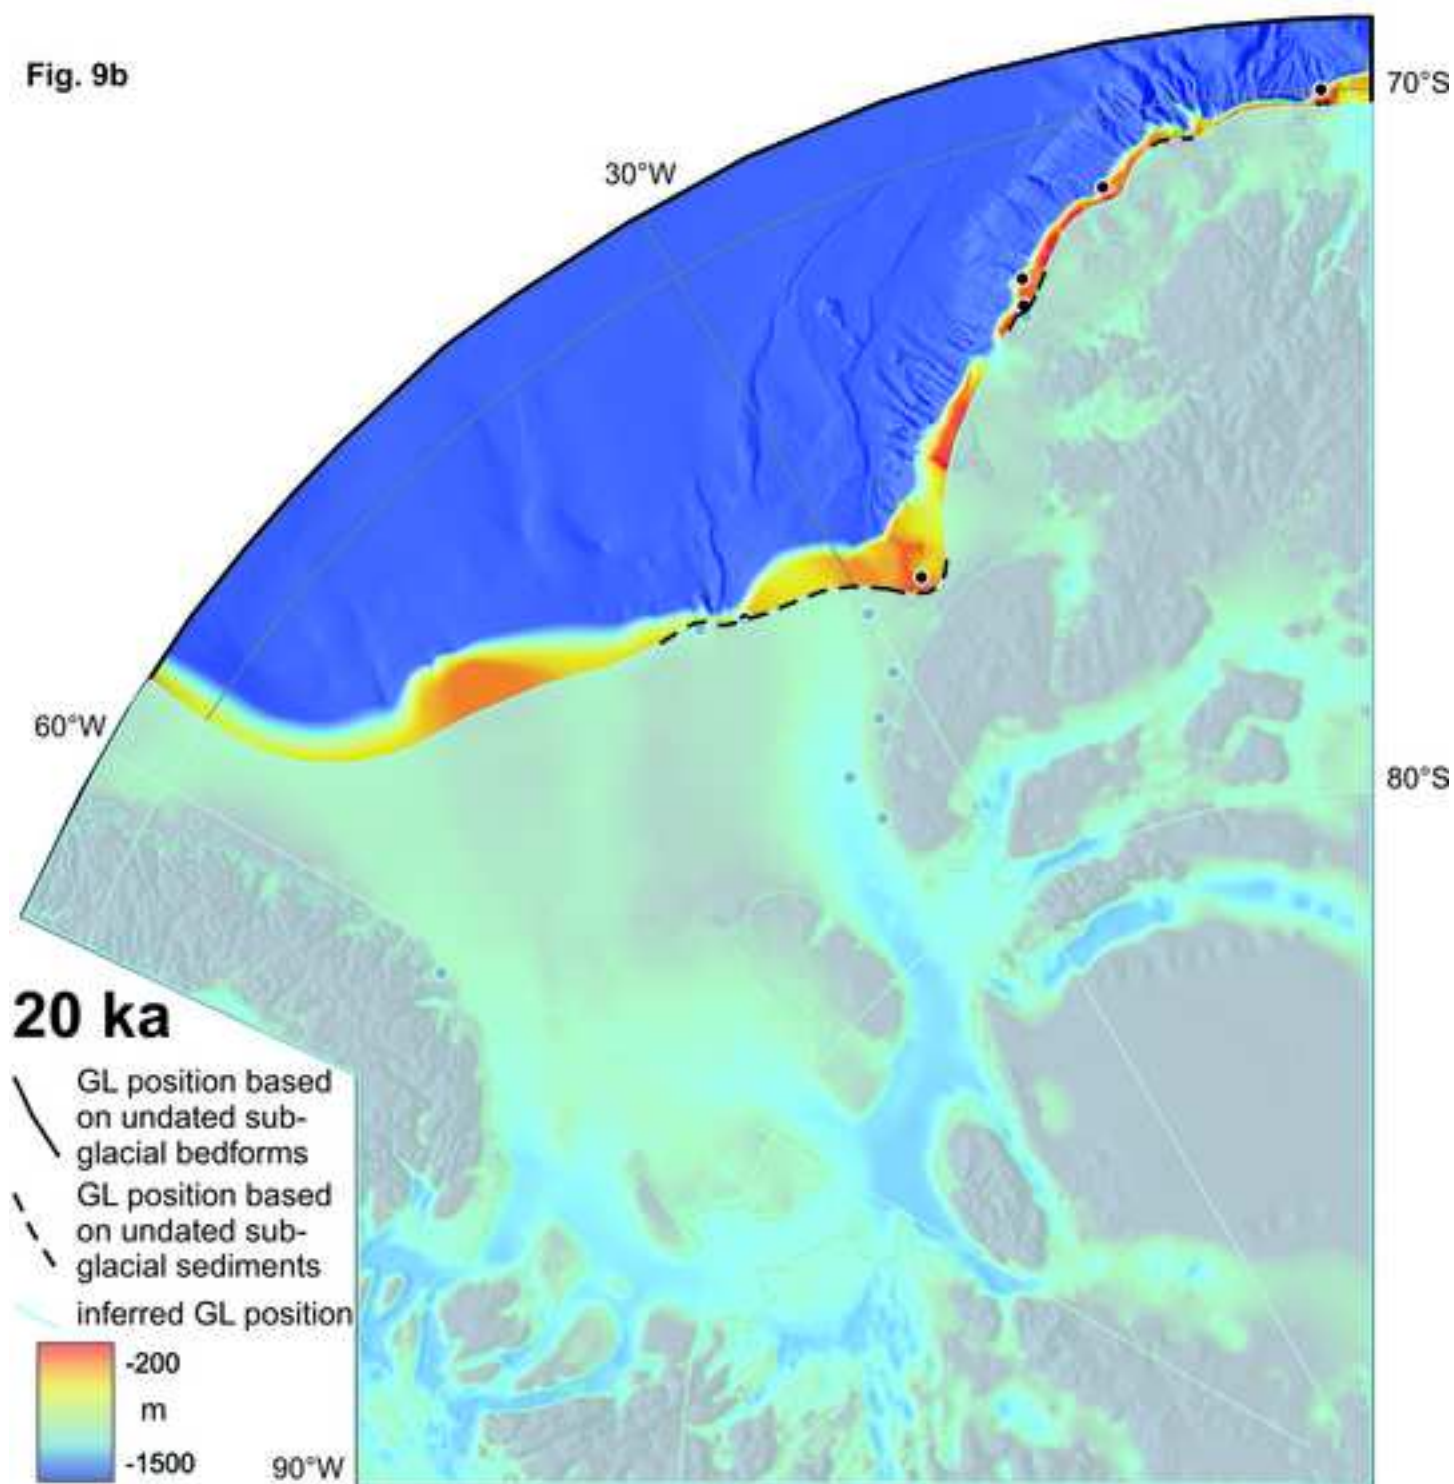 Fig. 9b
70°S
30°W
60°W
80°S
20 ka
GL position based
on undated sub-
glacial bedforms
GL position based
on undated sub-
glacial sediments
inferred GL position
-200
m
-1500
90°W